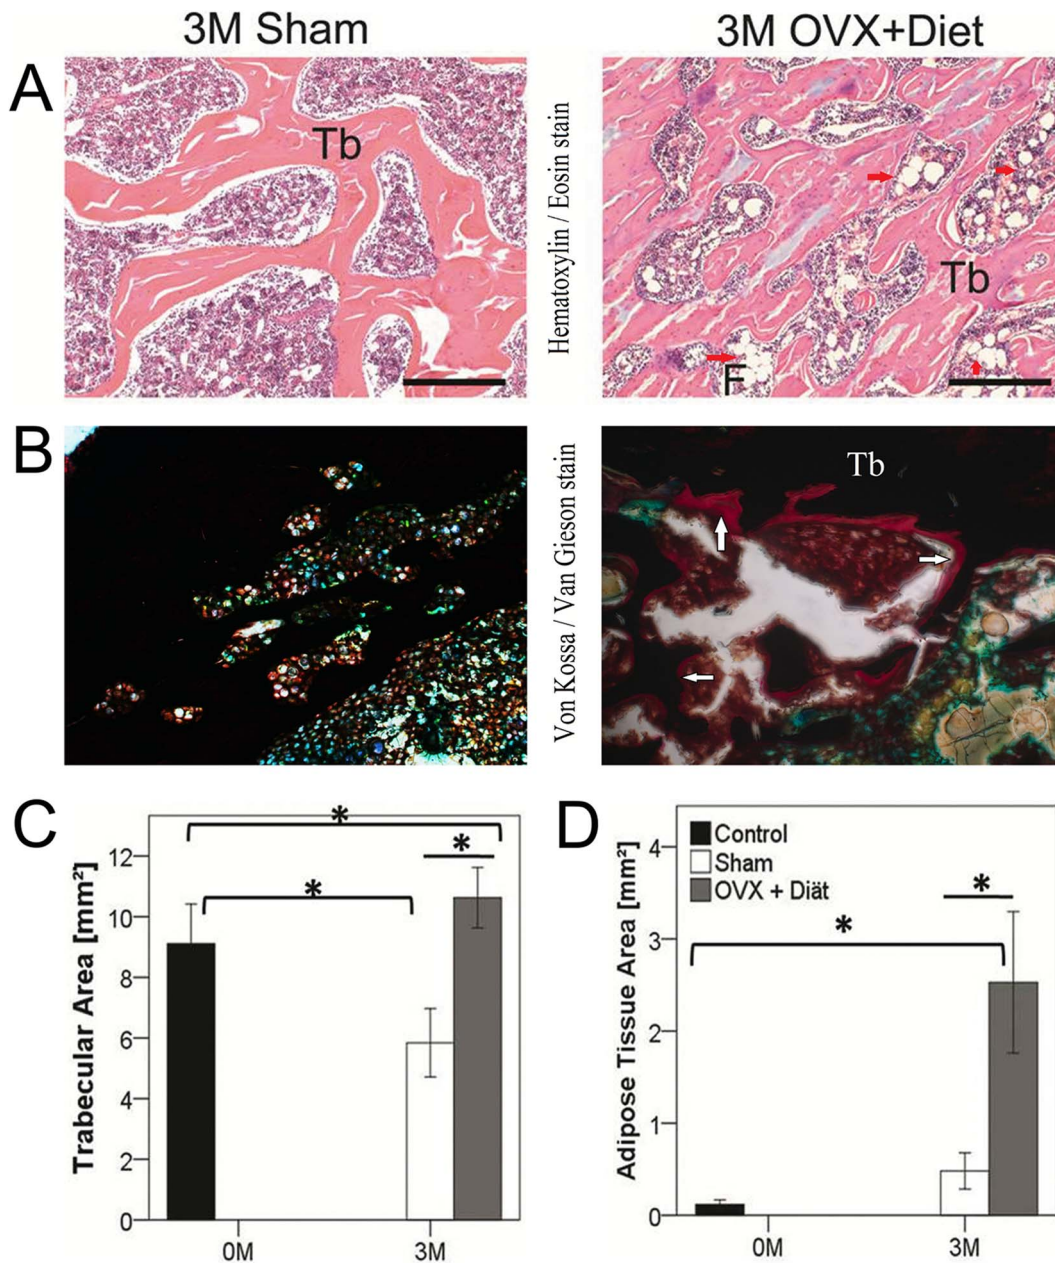 3M Sham
3M OVX+Diet
A
Tb
Hematoxylin / Eosin stain
Tb
F
B
Von Kossa / Van Gieson stain
Tb
C
Trabecular Area [mm²]
12
10
8
6
4
2
0
*
*
*
0M
3M
D
Adipose Tissue Area [mm²]
4
3
2
1
0
Control
Sham
OVX + Diät
*
*
0M
3M